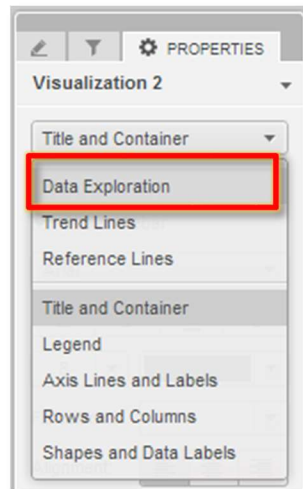 PROPERTIES
Visualization 2
Title and Container
Data Exploration
Trend Lines
Reference Lines
Title and Container
Legend
Axis Lines and Labels
Rows and Columns
Shapes and Data Labels